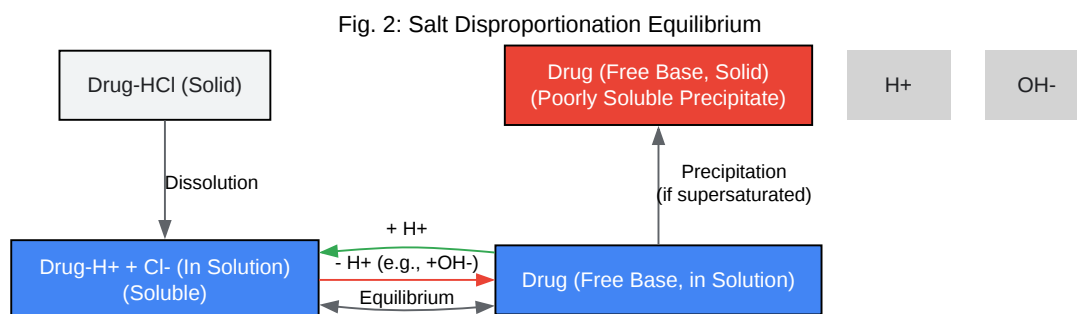 Fig. 2: Salt Disproportionation Equilibrium
Drug-HCl (Solid)
Drug (Free Base, Solid)
(Poorly Soluble Precipitate)
H+
OH-
Dissolution
Precipitation
(if supersaturated)
+ H+
Drug-H+ + Cl- (In Solution)
(Soluble)
- H+ (e.g., +OH-)
Equilibrium
Drug (Free Base, in Solution)